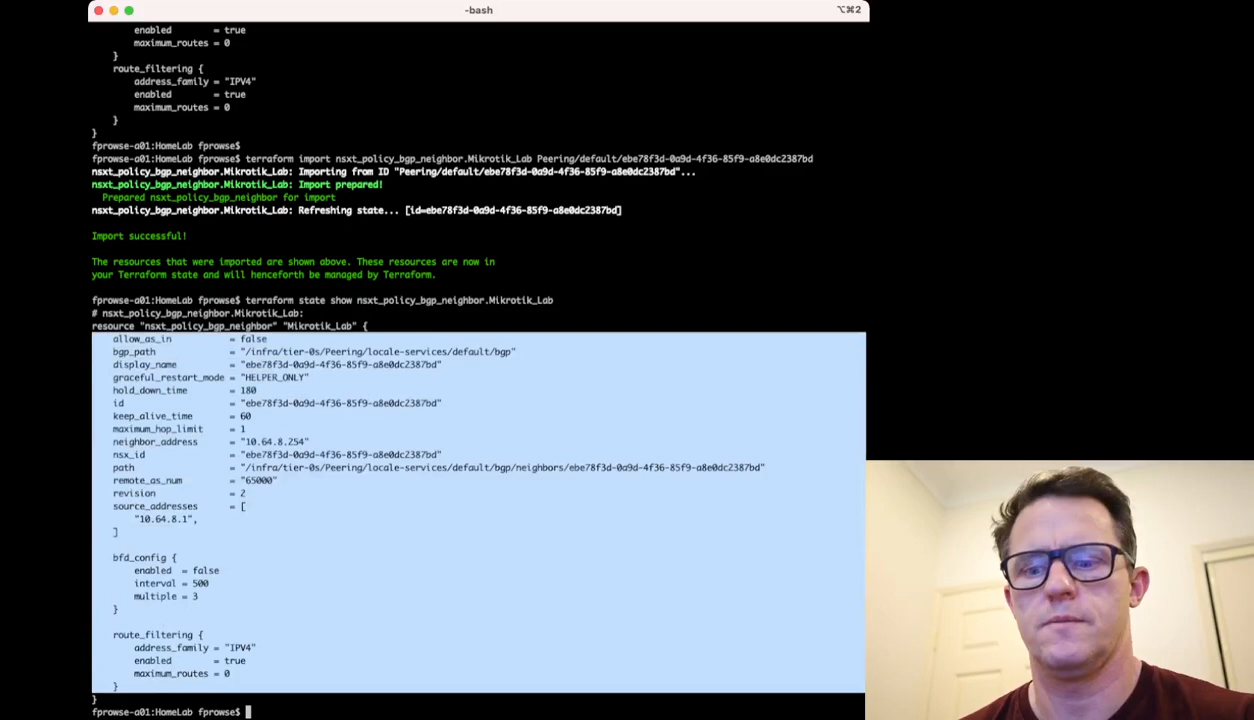 -bash
⌥⌘2
enabled = true
maximum_routes = 0
}
route_filtering {
address_family = "IPV4"
enabled = true
maximum_routes = 0
}
}
fprowse-a01:HomeLab fprowse$
fprowse-a01:HomeLab fprowse$ terraform import nsxt_policy_bgp_neighbor.Mikrotik_Lab Peering/default/ebe78f3d-0a9d-4f36-85f9-a8e0dc2387bd
nsxt_policy_bgp_neighbor.Mikrotik_Lab: Importing from ID "Peering/default/ebe78f3d-0a9d-4f36-85f9-a8e0dc2387bd"...
nsxt_policy_bgp_neighbor.Mikrotik_Lab: Import prepared!
Prepared nsxt_policy_bgp_neighbor for import
nsxt_policy_bgp_neighbor.Mikrotik_Lab: Refreshing state... [id=ebe78f3d-0a9d-4f36-85f9-a8e0dc2387bd]
Import successful!
The resources that were imported are shown above. These resources are now in
your Terraform state and will henceforth be managed by Terraform.
fprowse-a01:HomeLab fprowse$ terraform state show nsxt_policy_bgp_neighbor.Mikrotik_Lab
# nsxt_policy_bgp_neighbor.Mikrotik_Lab:
resource "nsxt_policy_bgp_neighbor" "Mikrotik_Lab" {
allow_as_in = false
bgp_path = "/infra/tier-0s/Peering/locale-services/default/bgp"
display_name = "ebe78f3d-0a9d-4f36-85f9-a8e0dc2387bd"
graceful_restart_mode = "HELPER_ONLY"
hold_down_time = 180
id = "ebe78f3d-0a9d-4f36-85f9-a8e0dc2387bd"
keep_alive_time = 60
maximum_hop_limit = 1
neighbor_address = "10.64.8.254"
nsx_id = "ebe78f3d-0a9d-4f36-85f9-a8e0dc2387bd"
path = "/infra/tier-0s/Peering/locale-services/default/bgp/neighbors/ebe78f3d-0a9d-4f36-85f9-a8e0dc2387bd"
remote_as_num = "65000"
revision = 2
source_addresses = [
"10.64.8.1",
]
bfd_config {
enabled = false
interval = 500
multiple = 3
}
route_filtering {
address_family = "IPV4"
enabled = true
maximum_routes = 0
}
}
fprowse-a01:HomeLab fprowse$